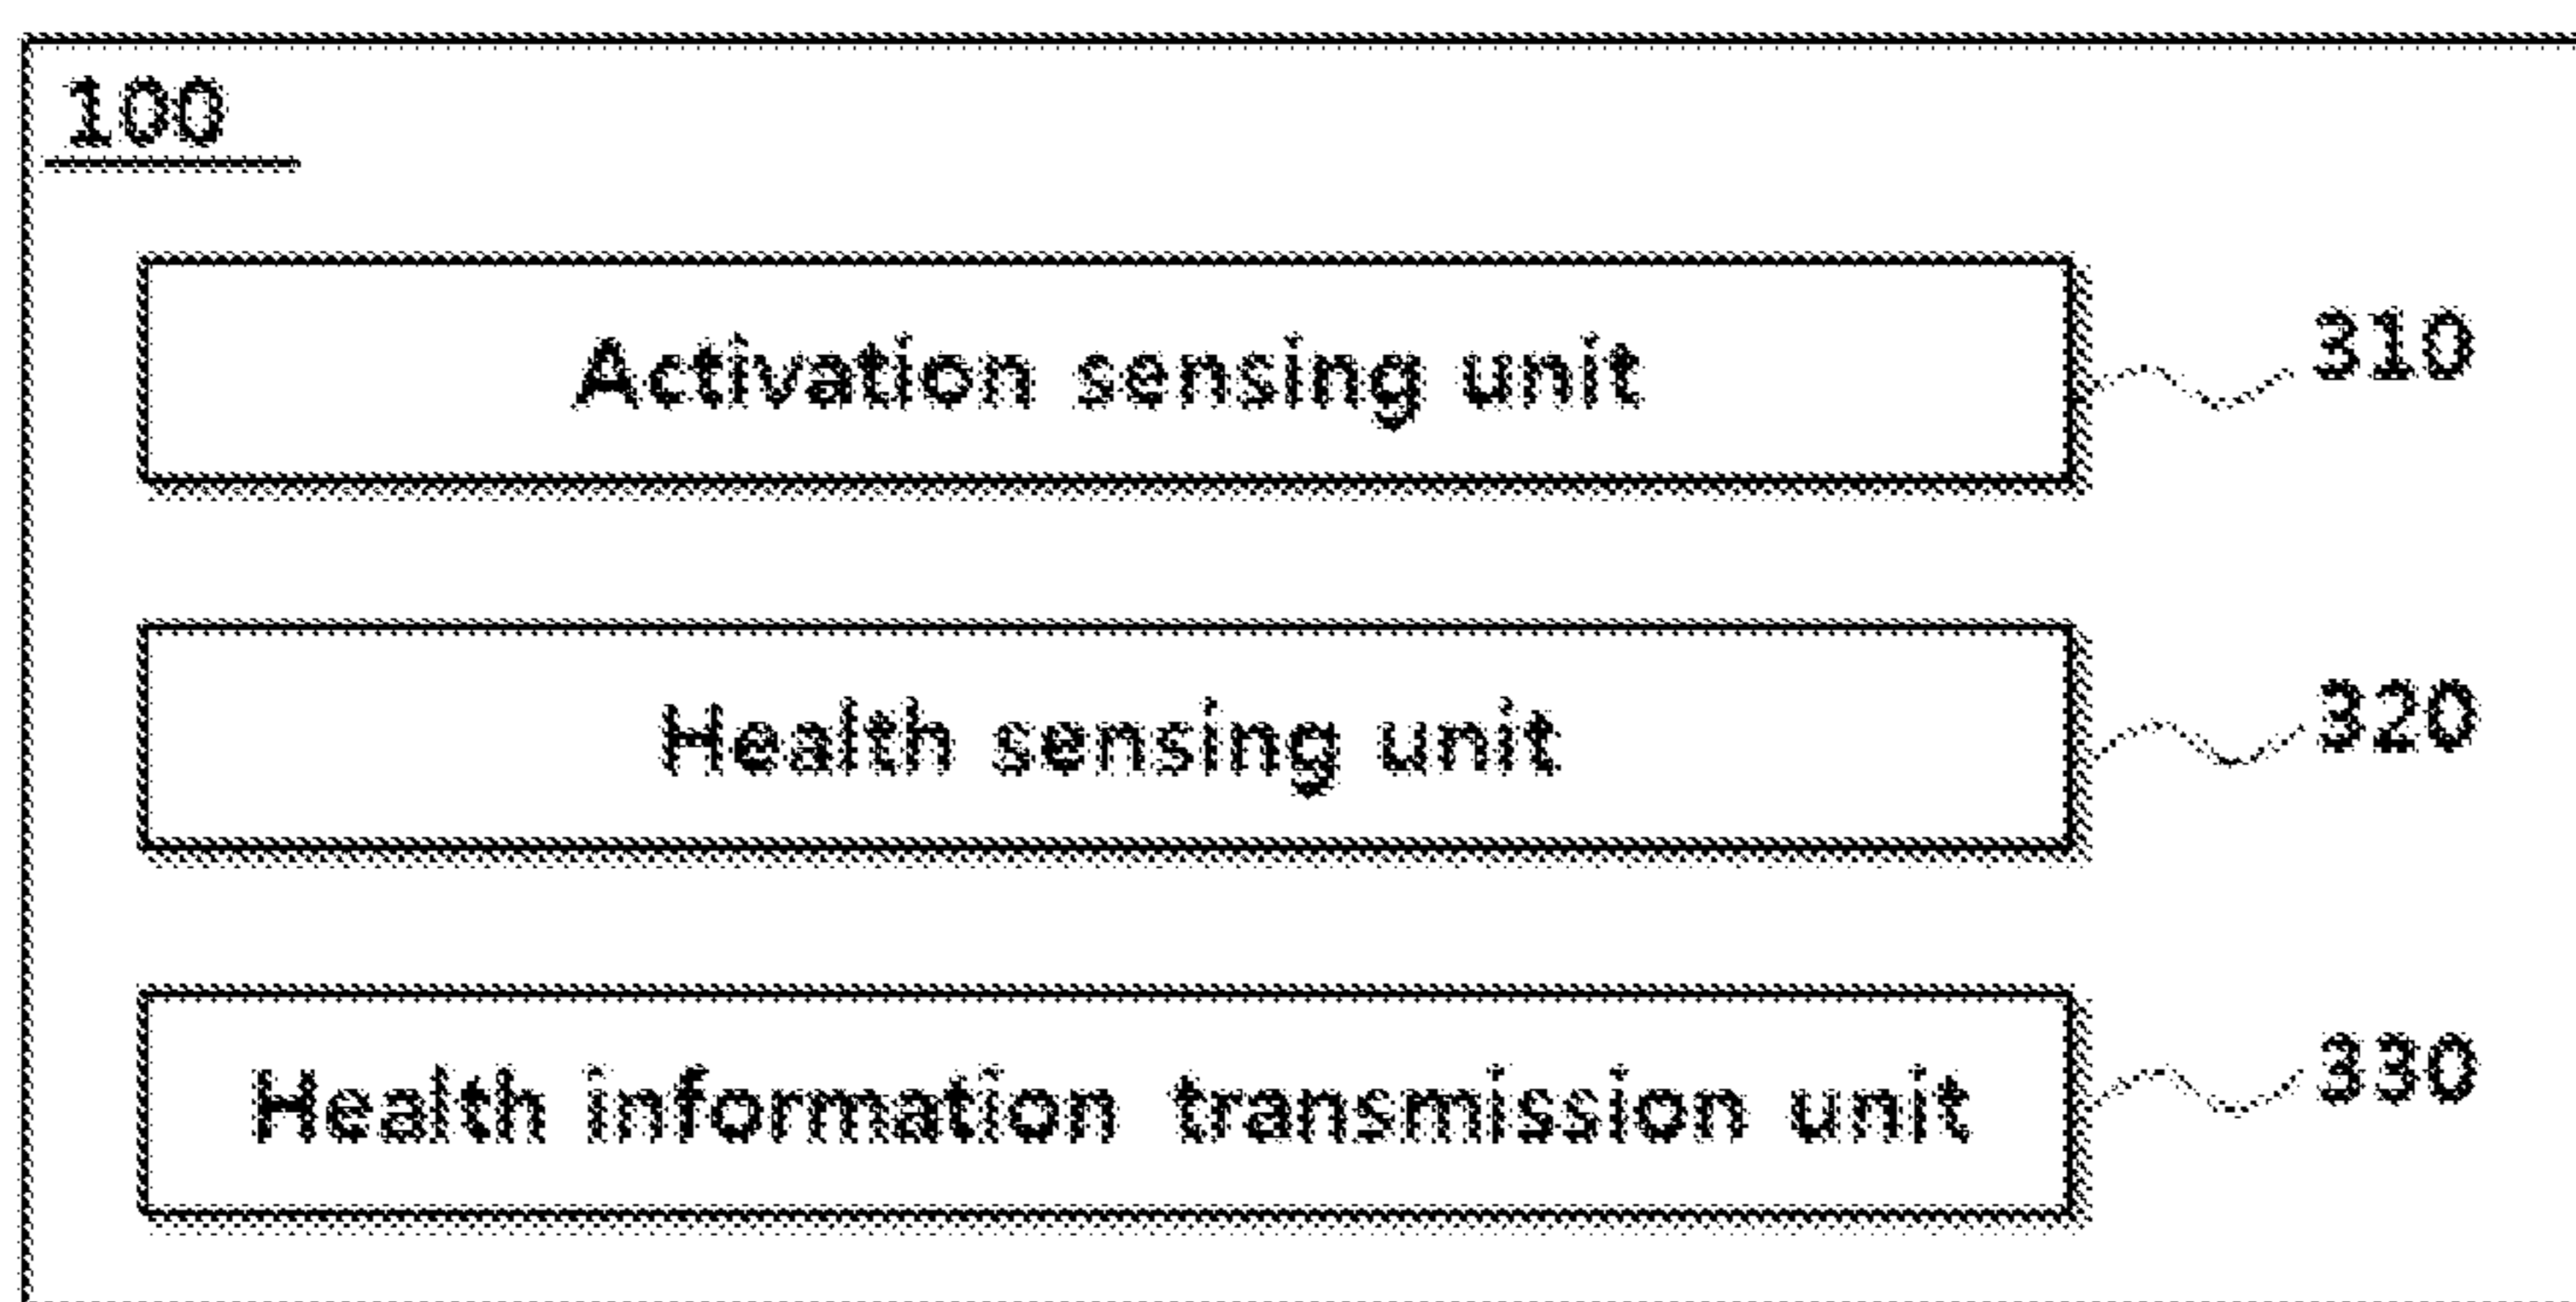 100
Activation sensing unit 310
Health sensing unit 320
Health information transmission unit 330